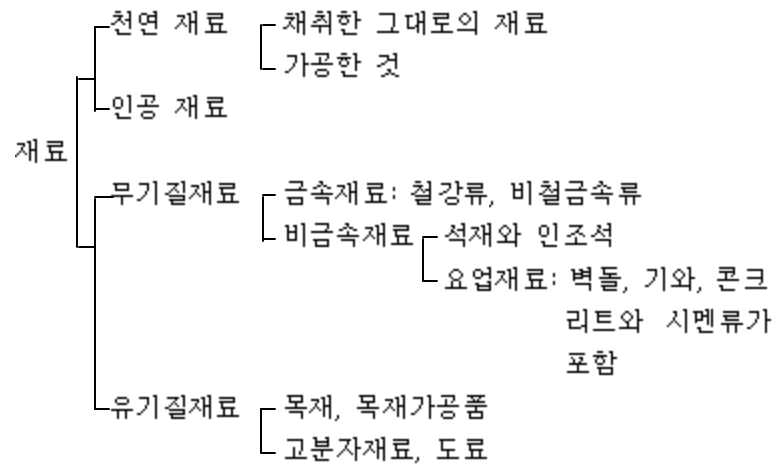 천연 재료
채취한 그대로의 재료
가공한 것
인공 재료
재료
무기질재료
금속재료: 철강류, 비철금속류
비금속재료
석재와 인조석
요업재료: 벽돌, 기와, 콘크
리트와 시멘류가
포함
유기질재료
목재, 목재가공품
고분자재료, 도료